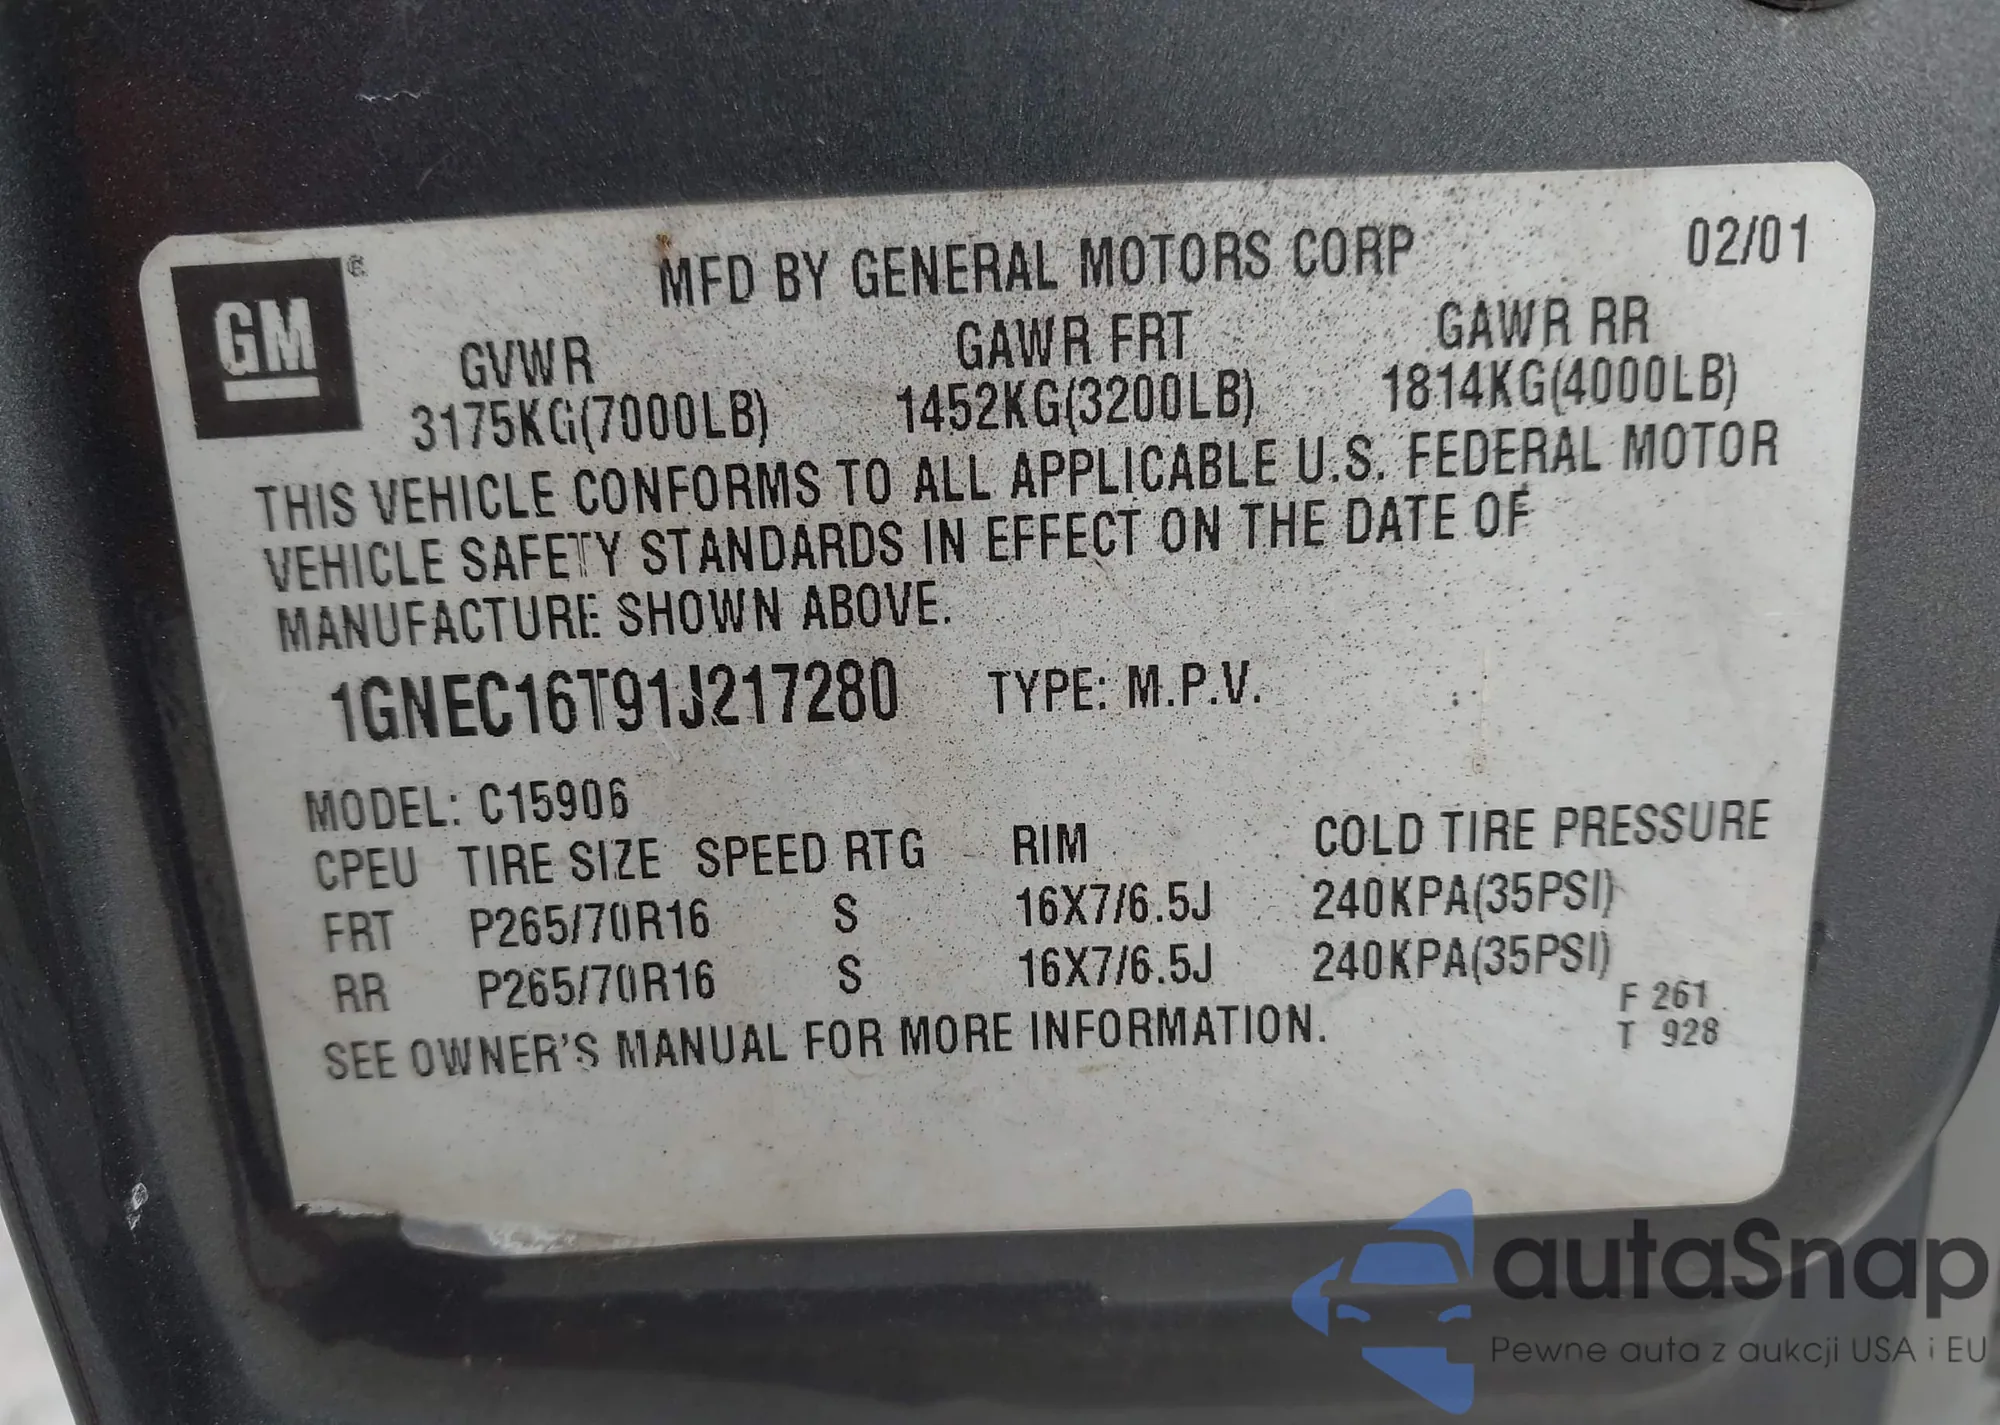 GM®
MFD BY GENERAL MOTORS CORP 02/01
GVWR GAWR FRT GAWR RR
3175KG(7000LB) 1452KG(3200LB) 1814KG(4000LB)
THIS VEHICLE CONFORMS TO ALL APPLICABLE U.S. FEDERAL MOTOR
VEHICLE SAFETY STANDARDS IN EFFECT ON THE DATE OF
MANUFACTURE SHOWN ABOVE.
1GNEC16T91J217280 TYPE: M.P.V.
MODEL: C15906
CPEU TIRE SIZE SPEED RTG RIM COLD TIRE PRESSURE
FRT P265/70R16 S 16X7/6.5J 240KPA(35PSI)
RR P265/70R16 S 16X7/6.5J 240KPA(35PSI)
SEE OWNER'S MANUAL FOR MORE INFORMATION.
F 261
T 928
autaSnap
Pewne auta z aukcji USA i EU